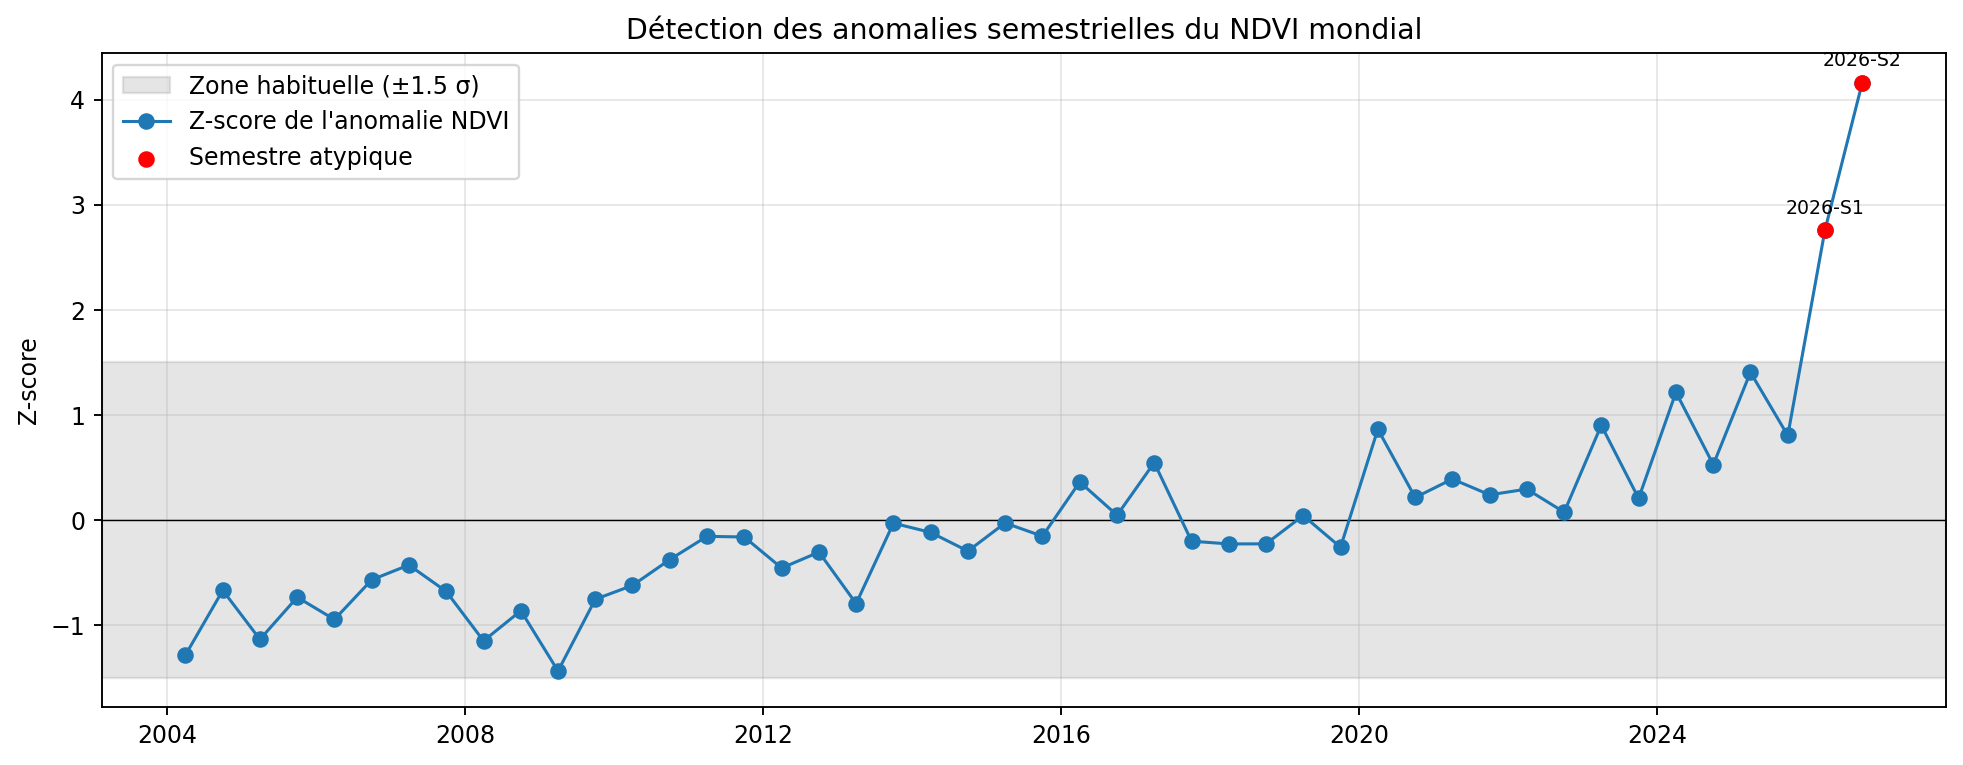 Détection des anomalies semestrielles du NDVI mondial
Zone habituelle (±1.5 σ)
Z-score de l'anomalie NDVI
Semestre atypique
2026-S2
2026-S1
Z-score
4
3
2
1
0
−1
2004 2008 2012 2016 2020 2024